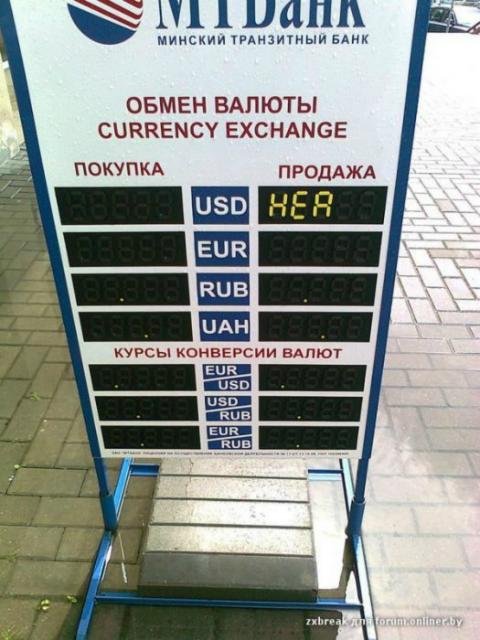 МТБанк
МИНСКИЙ ТРАНЗИТНЫЙ БАНК
ОБМЕН ВАЛЮТЫ
CURRENCY EXCHANGE
ПОКУПКА ПРОДАЖА
USD НЕА
EUR
RUB
UAH
КУРСЫ КОНВЕРСИИ ВАЛЮТ
EUR
USD
USD
RUB
EUR
RUB
zxbreak для forum.onliner.by